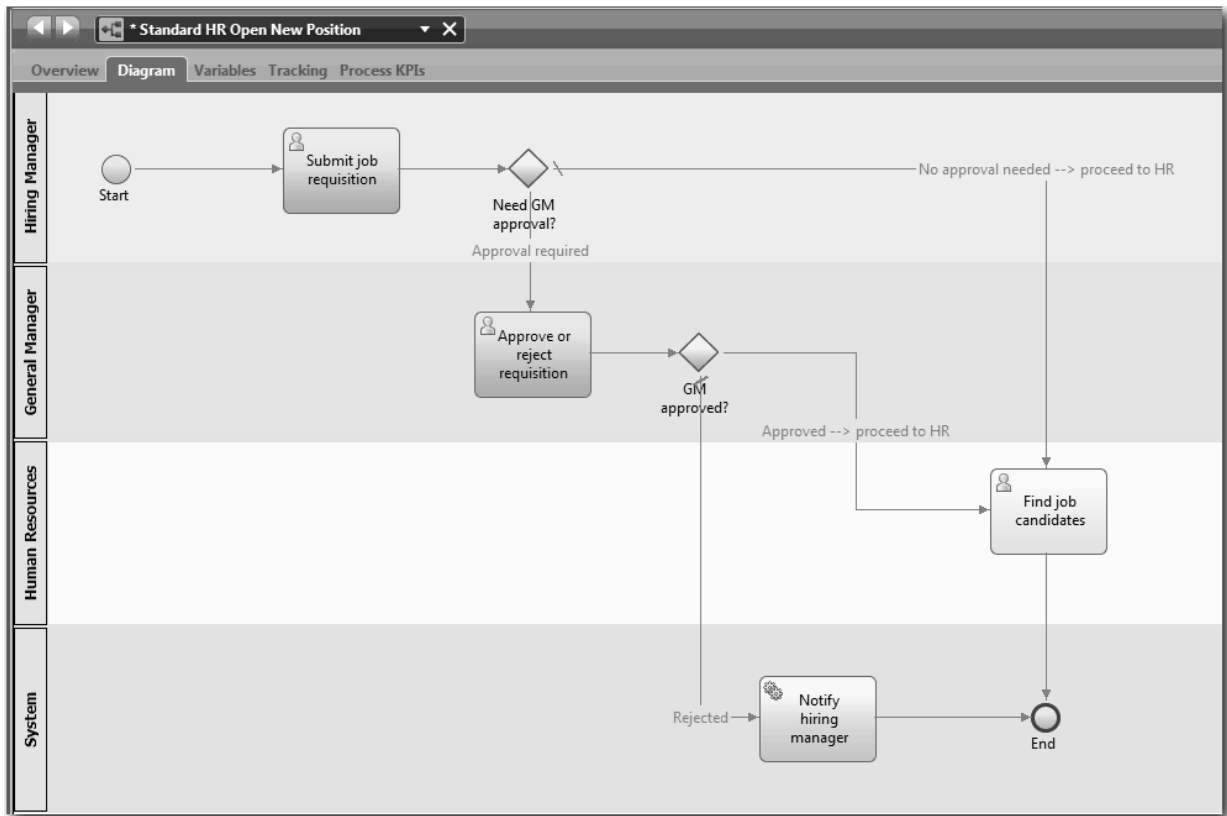 * Standard HR Open New Position
Overview Diagram Variables Tracking Process KPIs
Hiring Manager
Start
Submit job
requisition
Need GM
approval?
No approval needed --> proceed to HR
Approval required
General Manager
Approve or
reject
requisition
GM
approved?
Approved --> proceed to HR
Human Resources
Find job
candidates
System
Rejected
Notify
hiring
manager
End